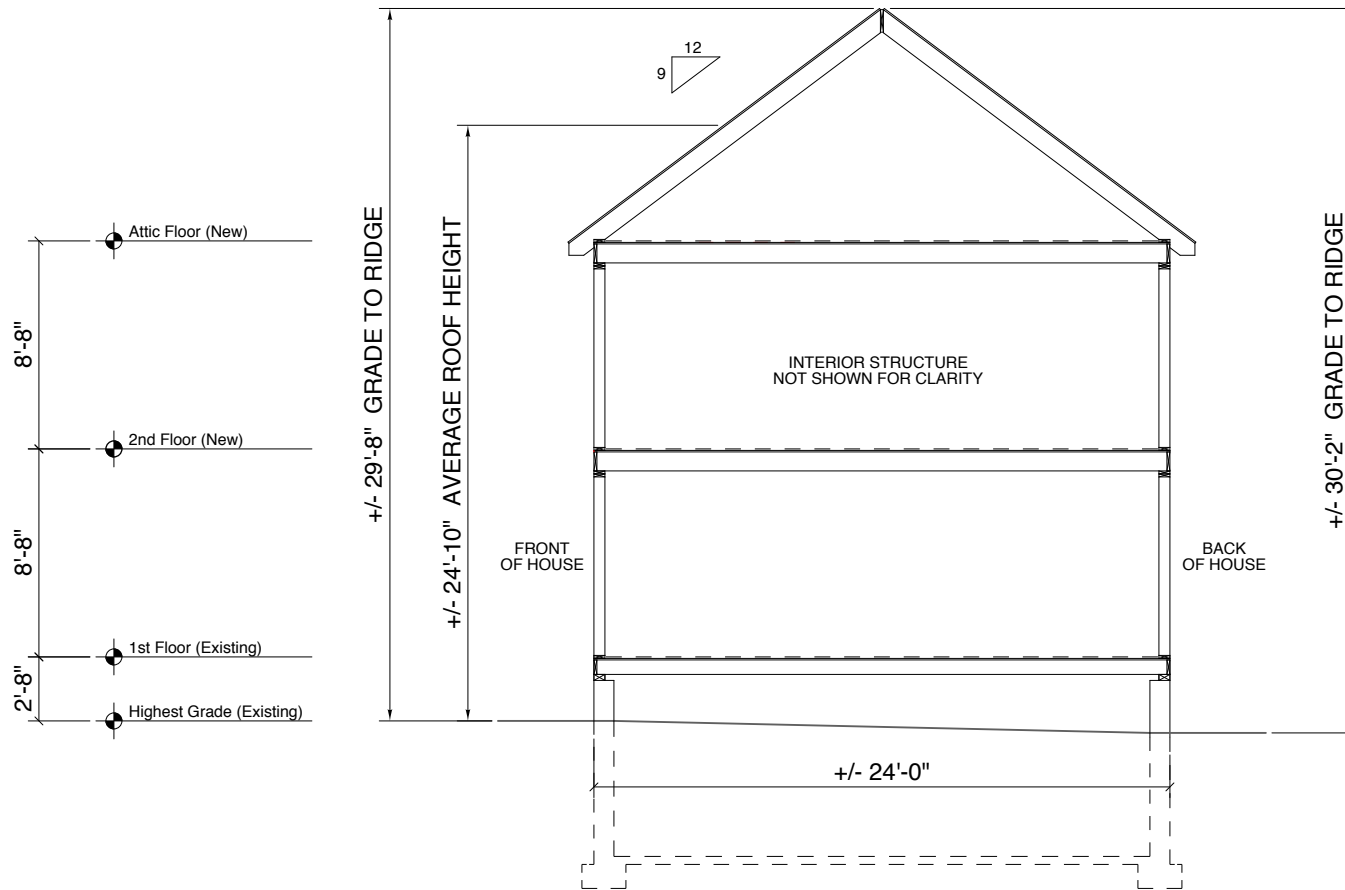 12
9
Attic Floor (New)
8'-8"
2nd Floor (New)
8'-8"
1st Floor (Existing)
2'-8"
Highest Grade (Existing)
+/- 29'-8" GRADE TO RIDGE
+/- 24'-10" AVERAGE ROOF HEIGHT
INTERIOR STRUCTURE
NOT SHOWN FOR CLARITY
FRONT
OF HOUSE
BACK
OF HOUSE
+/- 30'-2" GRADE TO RIDGE
+/- 24'-0"